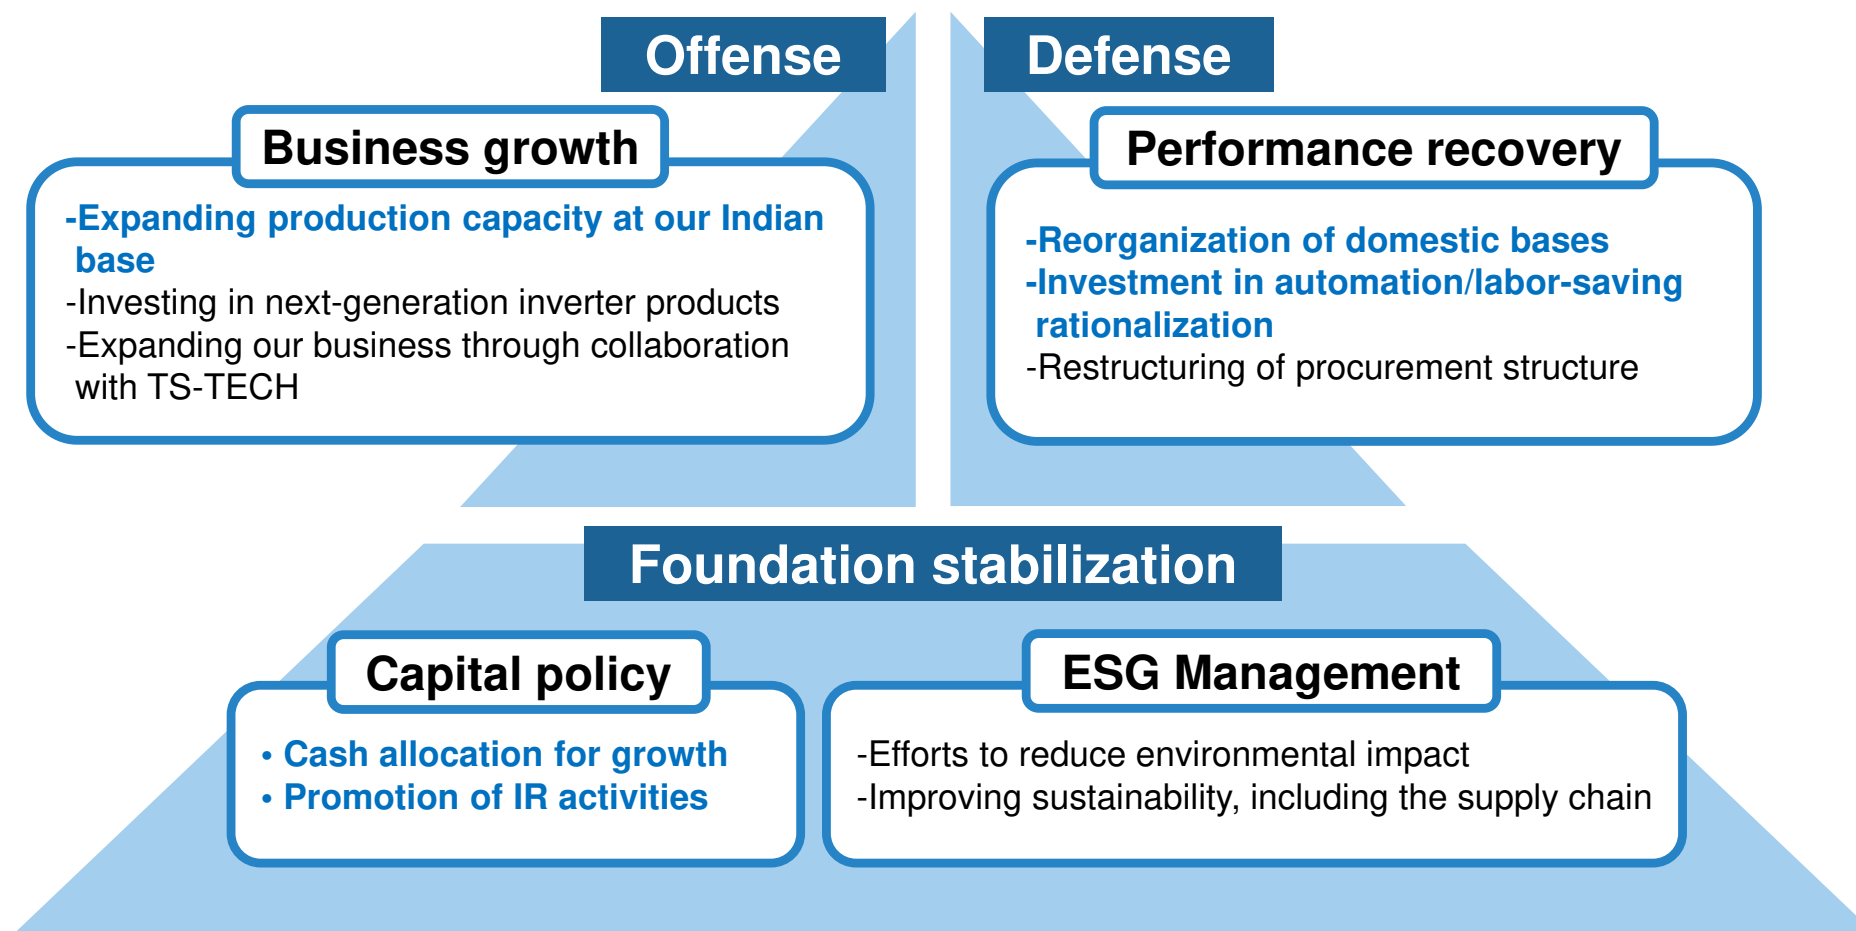 Offense
Defense
Business growth
-Expanding production capacity at our Indian
base
-Investing in next-generation inverter products
-Expanding our business through collaboration
with TS-TECH
Performance recovery
-Reorganization of domestic bases
-Investment in automation/labor-saving
rationalization
-Restructuring of procurement structure
Foundation stabilization
Capital policy
• Cash allocation for growth
• Promotion of IR activities
ESG Management
-Efforts to reduce environmental impact
-Improving sustainability, including the supply chain